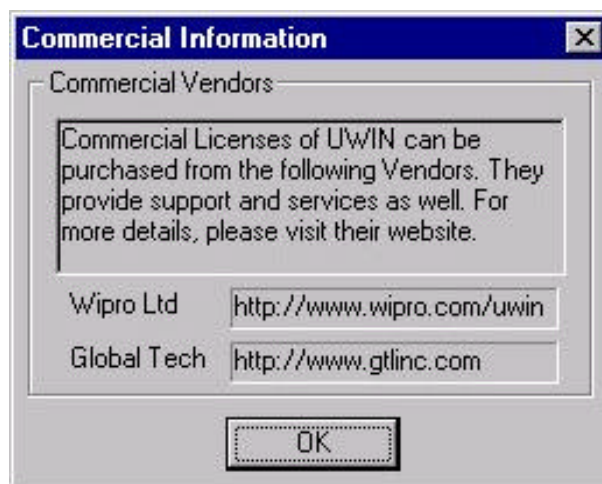 Commercial Information
Commercial Vendors
Commercial Licenses of UWIN can be
purchased from the following Vendors. They
provide support and services as well. For
more details, please visit their website.
Wipro Ltd http://www.wipro.com/uwin
Global Tech http://www.gtlinc.com
OK